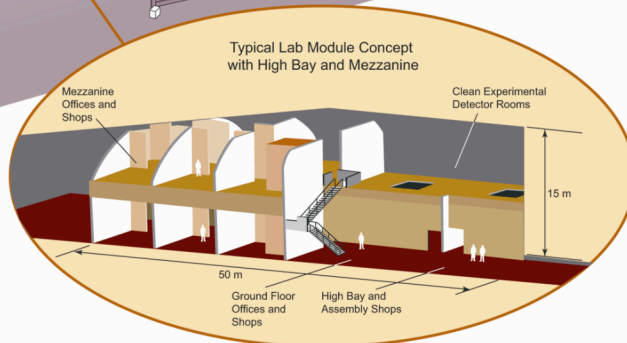 Typical Lab Module Concept
with High Bay and Mezzanine
Mezzanine
Offices and
Shops
Clean Experimental
Detector Rooms
15 m
50 m
Ground Floor
Offices and
Shops
High Bay and
Assembly Shops